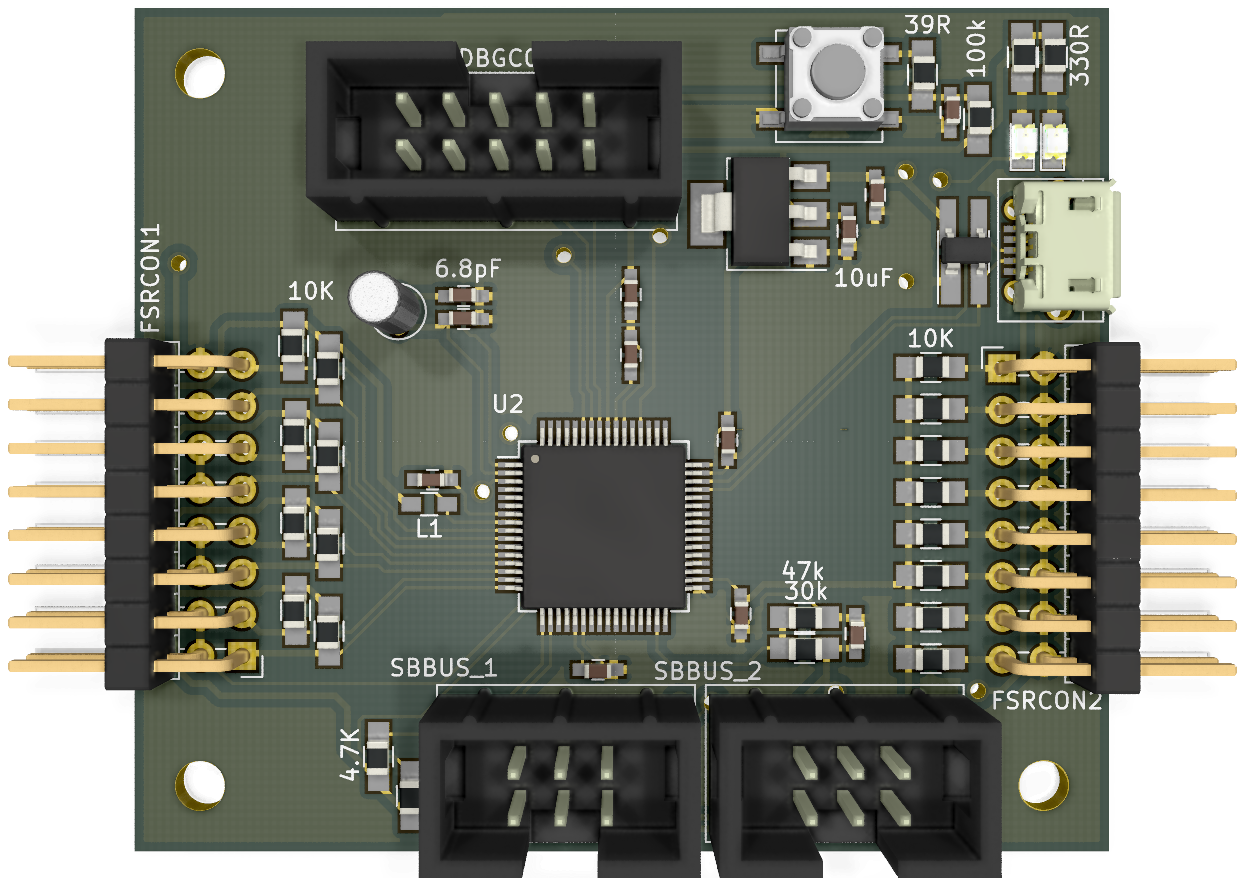 39R
100k
330R
DBGCO
FSRCON1
10K
6.8pF
10uF
10K
U2
L1
47k
30k
SBBUS_1
SBBUS_2
FSRCON2
4.7K